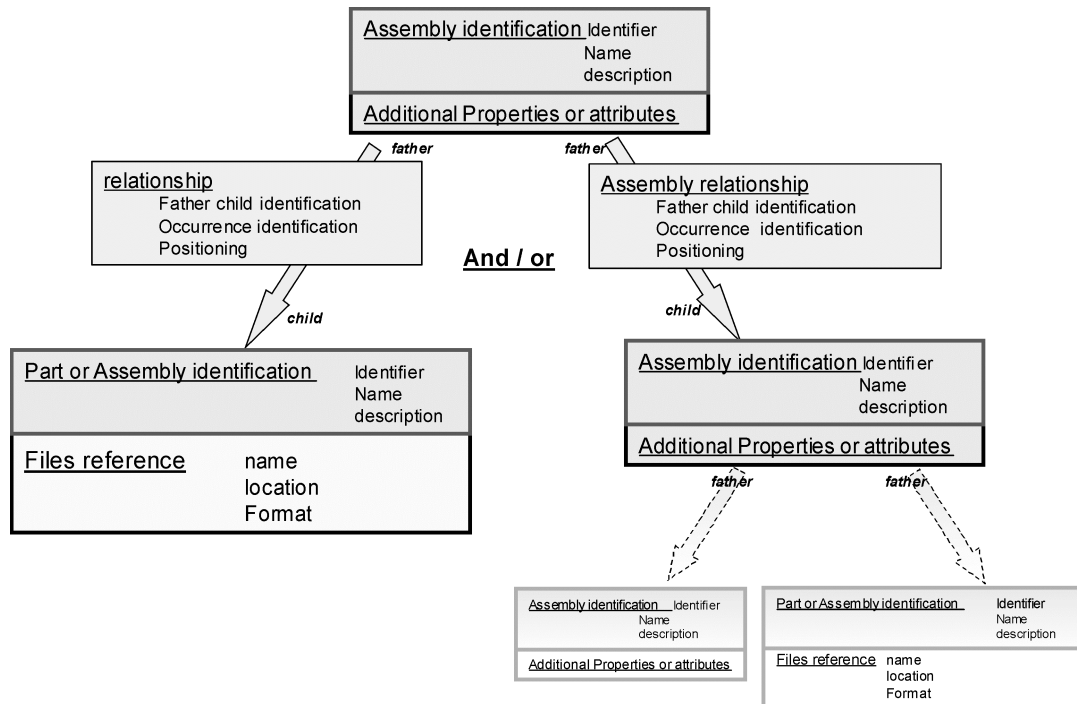 Assembly identification Identifier
Name
description
Additional Properties or attributes
father
father
relationship
Father child identification
Occurrence identification
Positioning
Assembly relationship
Father child identification
Occurrence identification
Positioning
And / or
child
child
Part or Assembly identification Identifier
Name
description
Files reference name
location
Format
Assembly identification Identifier
Name
description
Additional Properties or attributes
father
father
Assembly identification Identifier
Name
description
Additional Properties or attributes
Part or Assembly identification Identifier
Name
description
Files reference name
location
Format